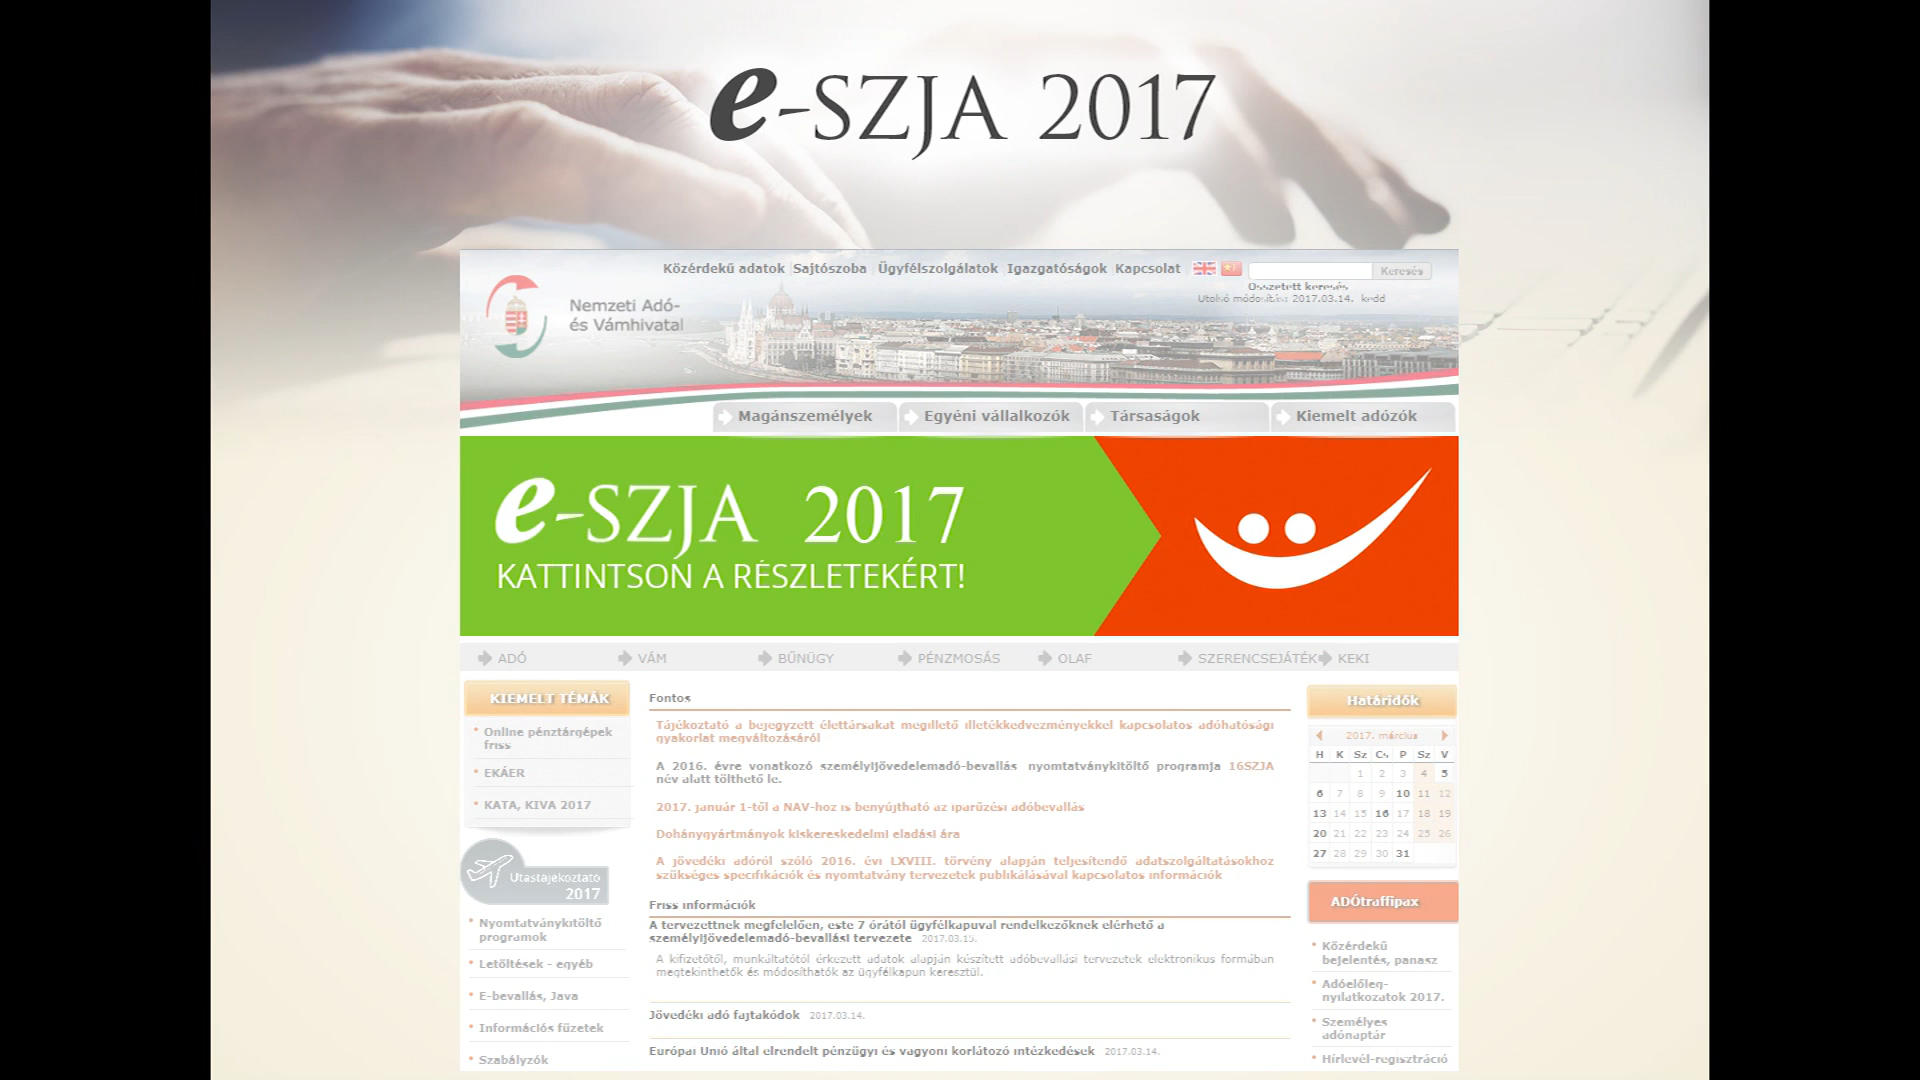 e-SZJA 2017
Közérdekű adatok Sajtószoba Ügyfélszolgálatok Igazgatóságok Kapcsolat Keresés
Összetett keresés
Utolsó módosítás: 2017.03.14. kedd
Nemzeti Adó-
és Vámhivatal
Magánszemélyek Egyéni vállalkozók Társaságok Kiemelt adózók
e-SZJA 2017
KATTINTSON A RÉSZLETEKÉRT!
ADÓ VÁM BŰNÜGY PÉNZMOSÁS OLAF SZERENCSEJÁTÉK KEKI
KIEMELT TÉMÁK
Online pénztárgépek
friss
EKÁER
KATA, KIVA 2017
Utastájékoztató
2017
Nyomtatványkitöltő
programok
Letöltések - egyéb
E-bevallás, Java
Információs füzetek
Szabályzók
Fontos
Tájékoztató a bejegyzett élettársakat megillető illetékkedvezményekkel kapcsolatos adóhatósági
gyakorlat megváltozásáról
A 2016. évre vonatkozó személyijövedelemadó-bevallás nyomtatványkitöltő programja 16SZJA
név alatt tölthető le.
2017. január 1-től a NAV-hoz is benyújtható az iparűzési adóbevallás
Dohánygyártmányok kiskereskedelmi eladási ára
A jövedéki adóról szóló 2016. évi LXVIII. törvény alapján teljesítendő adatszolgáltatásokhoz
szükséges specifikációk és nyomtatvány tervezetek publikálásával kapcsolatos információk
Friss információk
A tervezettnek megfelelően, este 7 órától ügyfélkapuval rendelkezőknek elérhető a
személyijövedelemadó-bevallási tervezete 2017.03.15.
A kifizetőtől, munkáltatótól érkezett adatok alapján készített adóbevallási tervezetek elektronikus formában
megtekinthetők és módosíthatók az ügyfélkapun keresztül.
Jövedéki adó fajtakódok 2017.03.14.
Európai Unió által elrendelt pénzügyi és vagyoni korlátozó intézkedések 2017.03.14.
Határidők
2017. március
H K Sz Cs P Sz V
1 2 3 4 5
6 7 8 9 10 11 12
13 14 15 16 17 18 19
20 21 22 23 24 25 26
27 28 29 30 31
ADÓtraffipax
Közérdekű
bejelentés, panasz
Adóelőleg-
nyilatkozatok 2017.
Személyes
adónaptár
Hírlevél-regisztráció